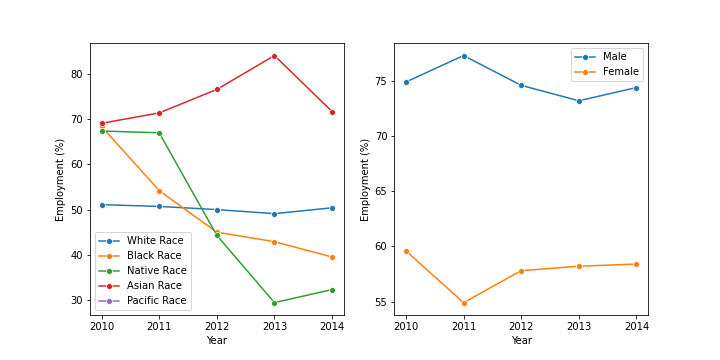 Employment (%)
80
70
60
50
40
30
White Race
Black Race
Native Race
Asian Race
Pacific Race
2010 2011 2012 2013 2014
Year
Employment (%)
75
70
65
60
55
Male
Female
2010 2011 2012 2013 2014
Year